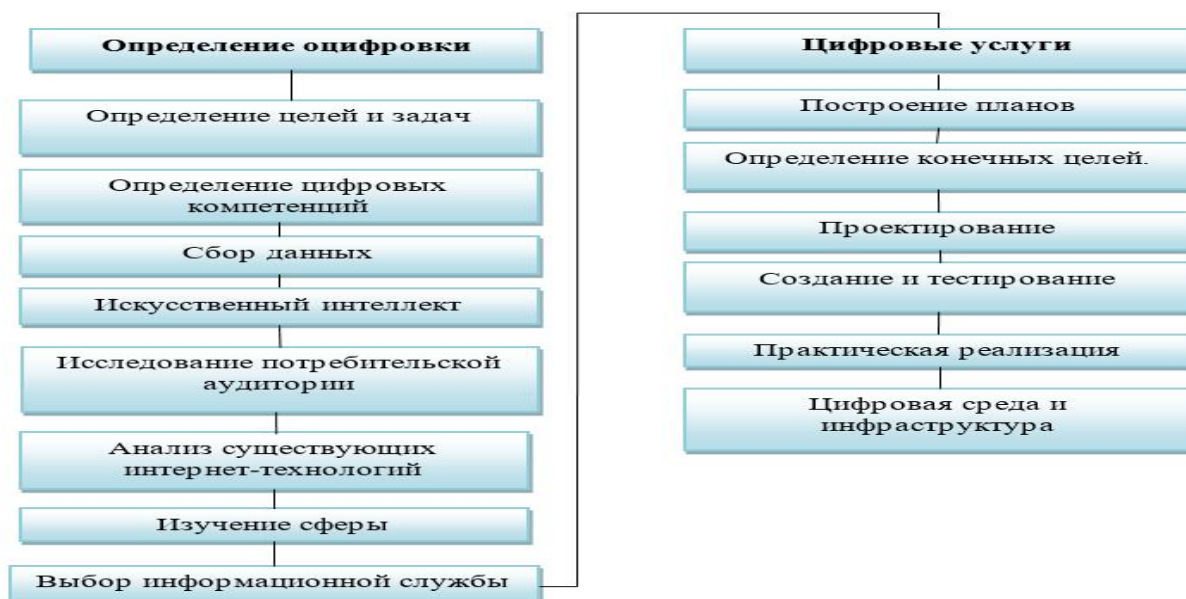 Определение оцифровки
Определение целей и задач
Определение цифровых
компетенций
Сбор данных
Искусственный интеллект
Исследование потребительской
аудитории
Анализ существующих
интернет-технологий
Изучение сферы
Выбор информационной службы
Цифровые услуги
Построение планов
Определение конечных целей.
Проектирование
Создание и тестирование
Практическая реализация
Цифровая среда и
инфраструктура